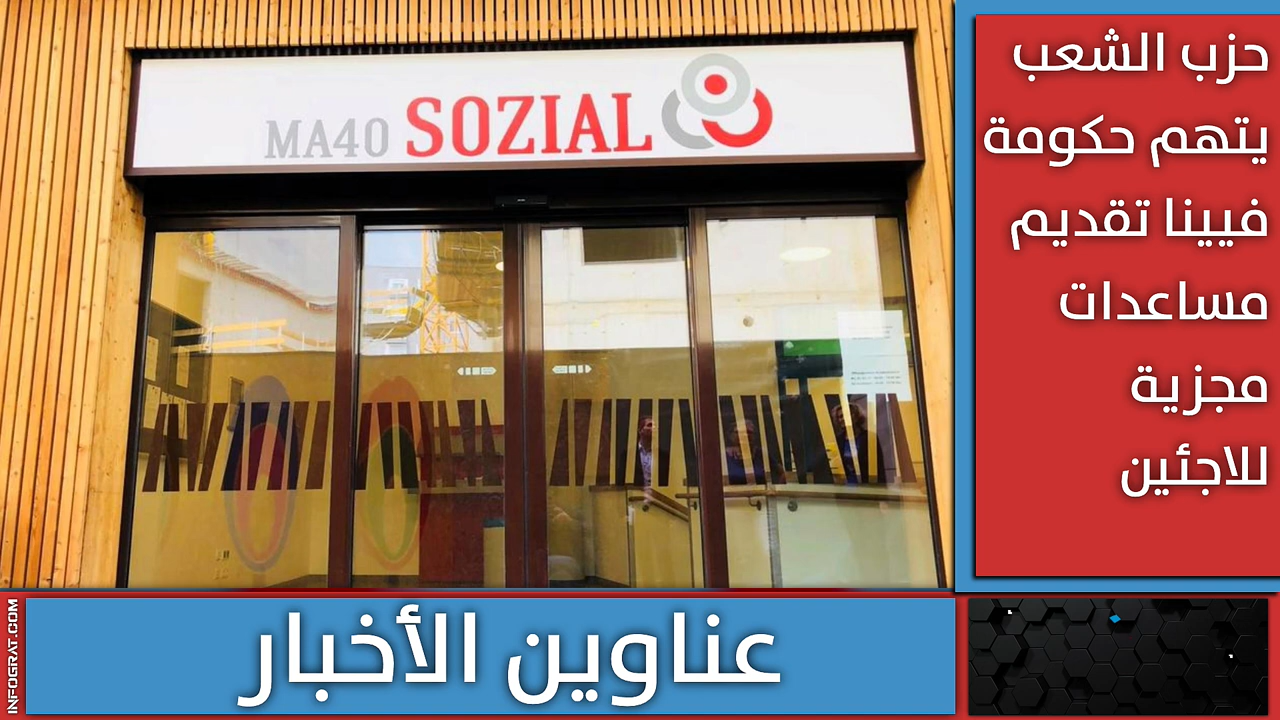 MA40 SOZIAL
حزب الشعب
يتهم حكومة
فيينا تقديم
مساعدات
مجزية
للاجئين
عناوين الأخبار
INFOGRAT.COM